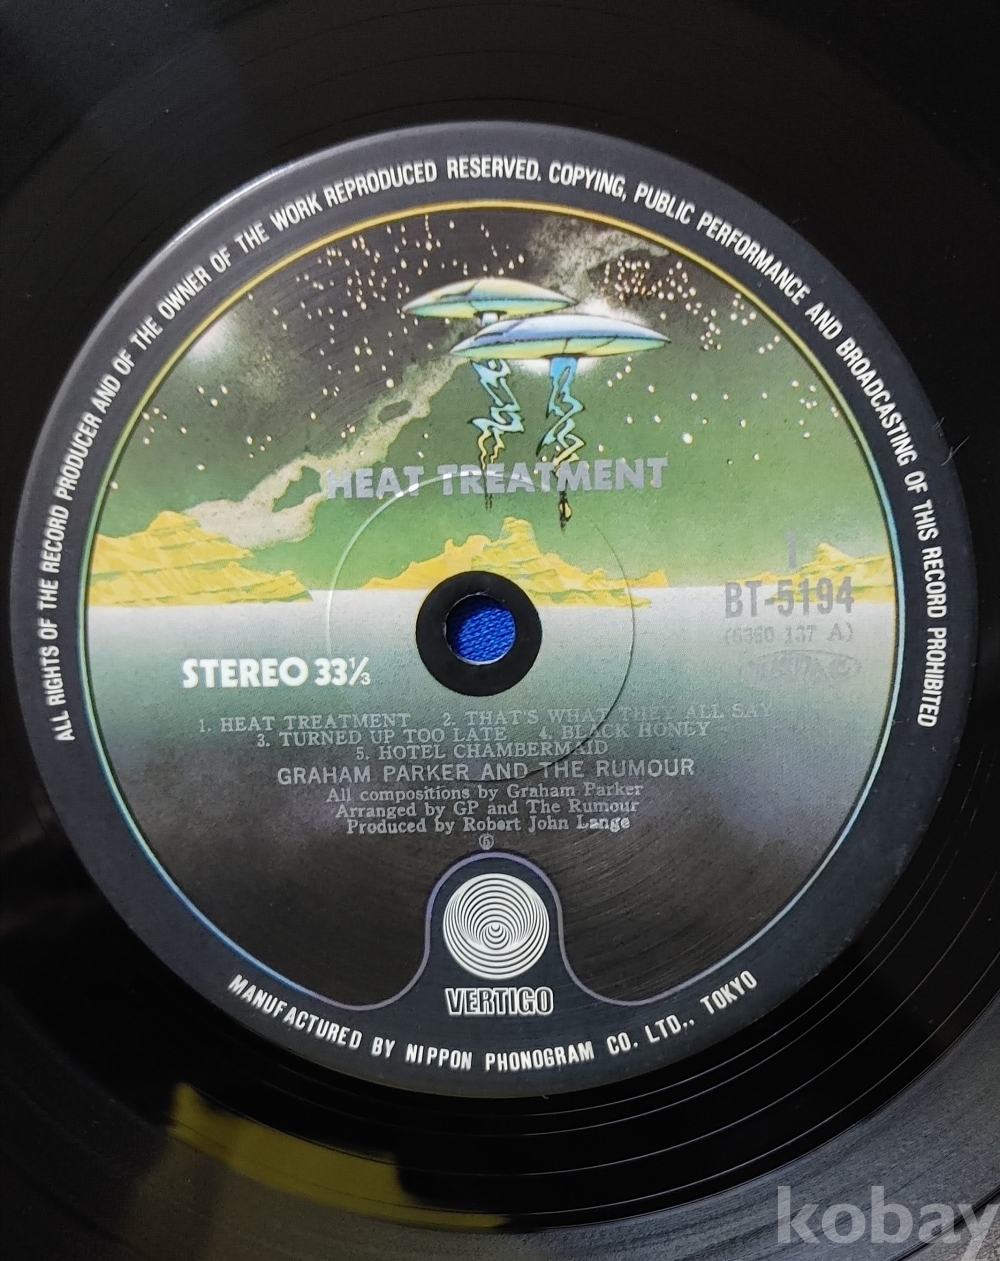 ALL RIGHTS OF THE RECORD PRODUCER AND OF THE OWNER OF THE WORK REPRODUCED RESERVED. COPYING, PUBLIC PERFORMANCE AND BROADCASTING OF THIS RECORD PROHIBITED
HEAT TREATMENT
1
BT-5194
(6360 137 A)
STEREO 33⅓
1. HEAT TREATMENT 2. THAT'S WHAT THEY ALL SAY
3. TURNED UP TOO LATE 4. BLACK HONEY
5. HOTEL CHAMBERMAID
GRAHAM PARKER AND THE RUMOUR
All compositions by Graham Parker
Arranged by GP and The Rumour
Produced by Robert John Lange
VERTIGO
MANUFACTURED BY NIPPON PHONOGRAM CO. LTD., TOKYO
kobay